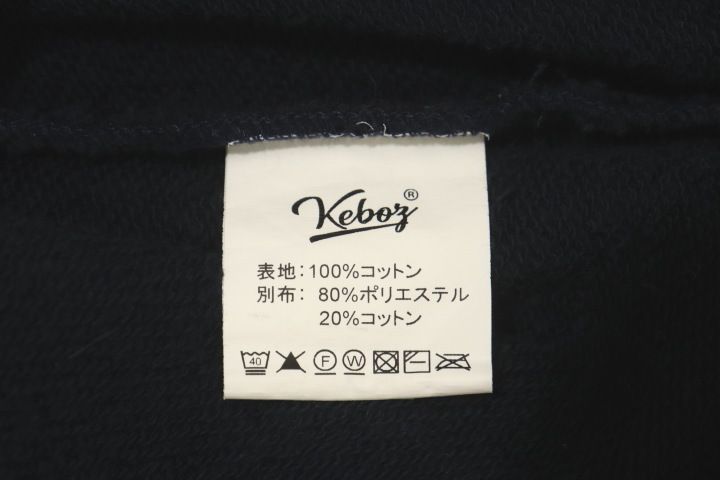 Keboz®
表地:100%コットン
別布: 80%ポリエステル
20%コットン
40 F W